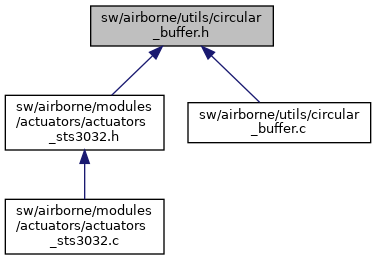 sw/airborne/utils/circular
_buffer.h
sw/airborne/modules
/actuators/actuators
_sts3032.h
sw/airborne/utils/circular
_buffer.c
sw/airborne/modules
/actuators/actuators
_sts3032.c